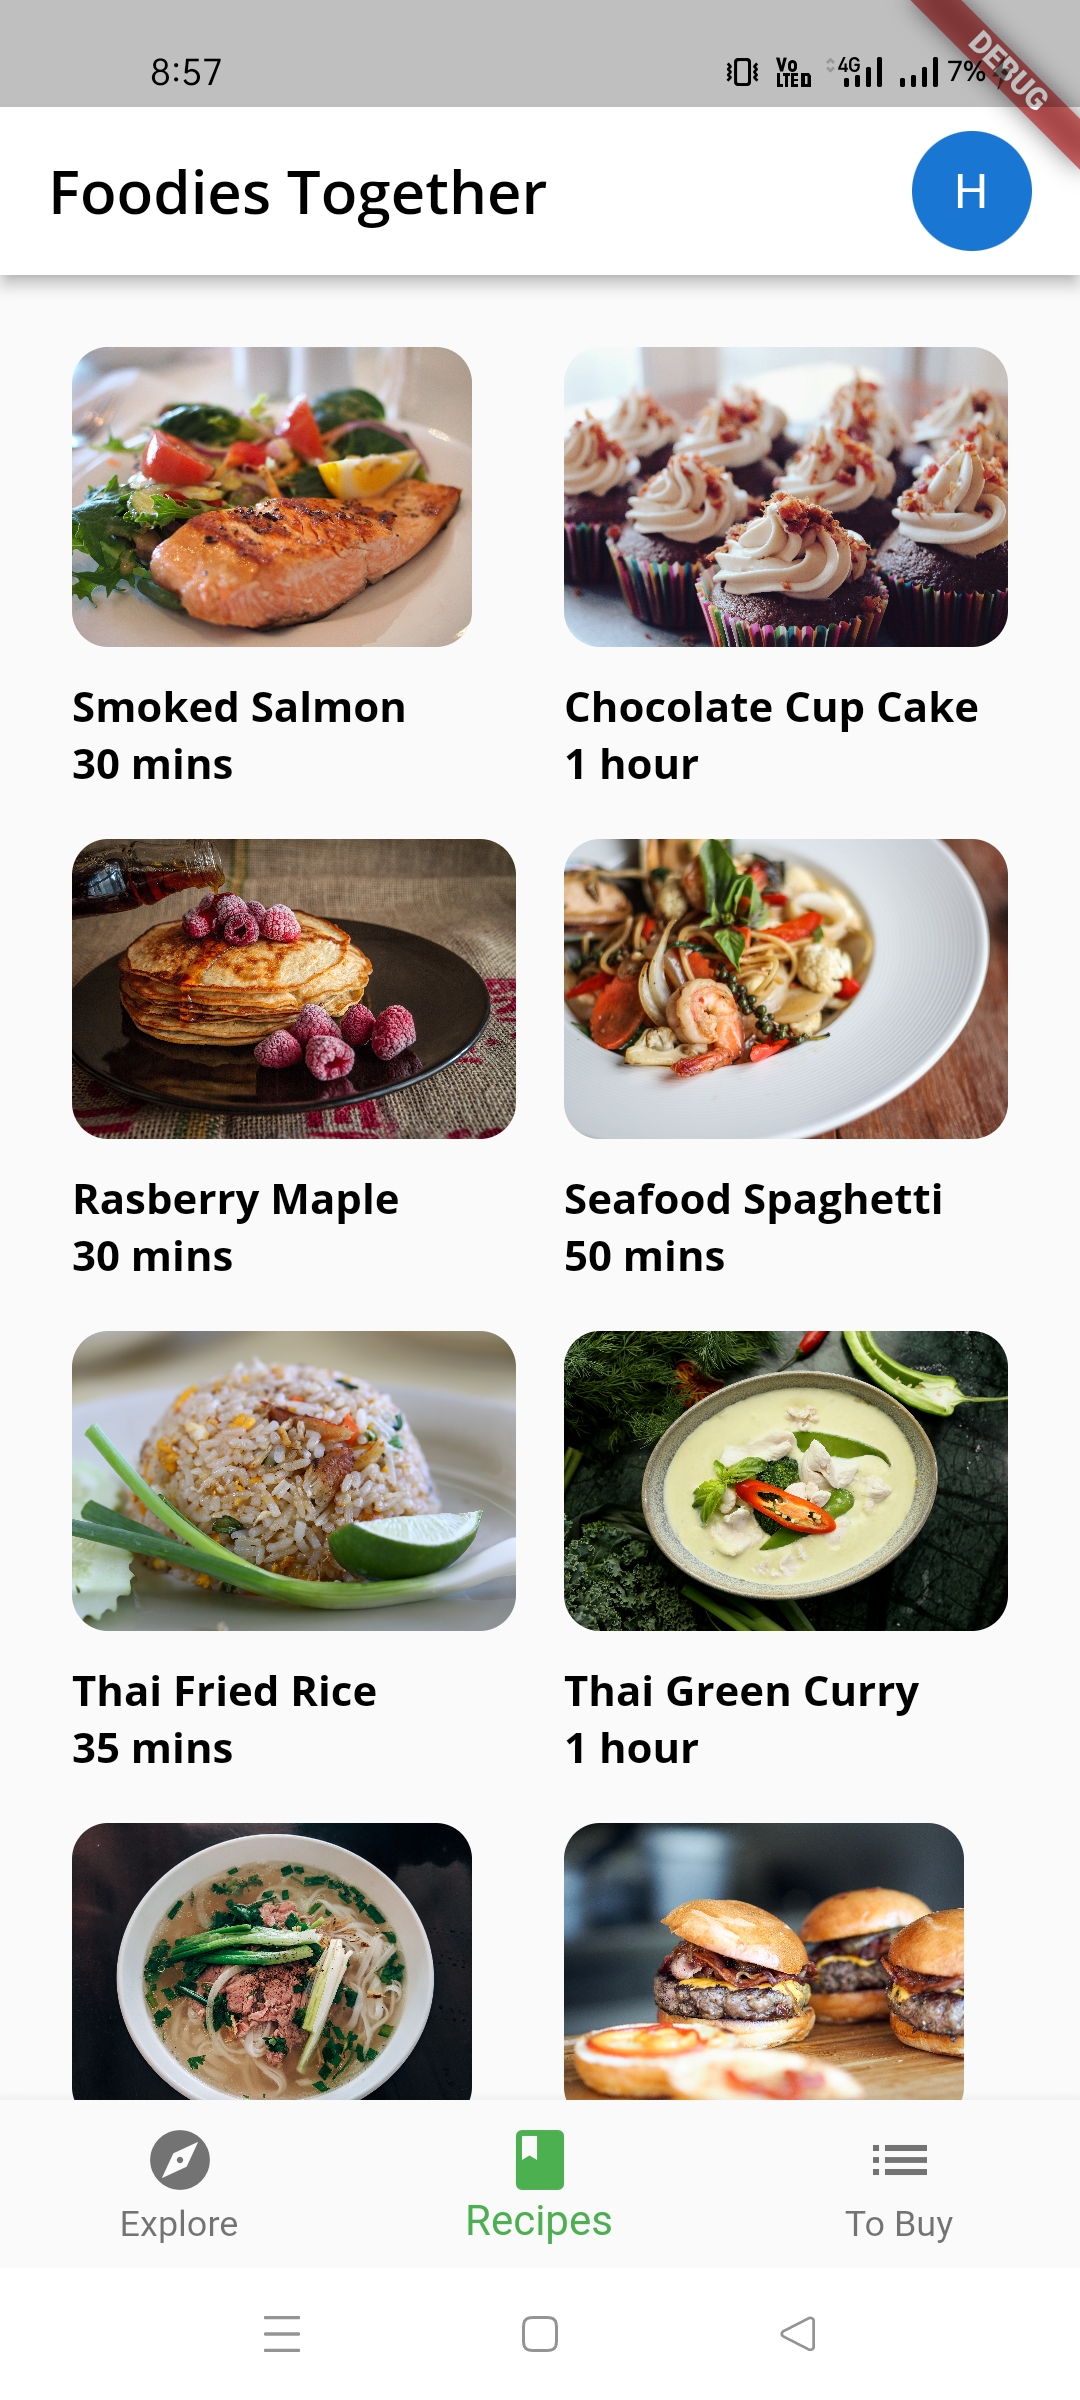 8:57
Vo
LTED
4G
7%
DEBUG
Foodies Together
H
Smoked Salmon
30 mins
Chocolate Cup Cake
1 hour
Rasberry Maple
30 mins
Seafood Spaghetti
50 mins
Thai Fried Rice
35 mins
Thai Green Curry
1 hour
Explore
Recipes
To Buy